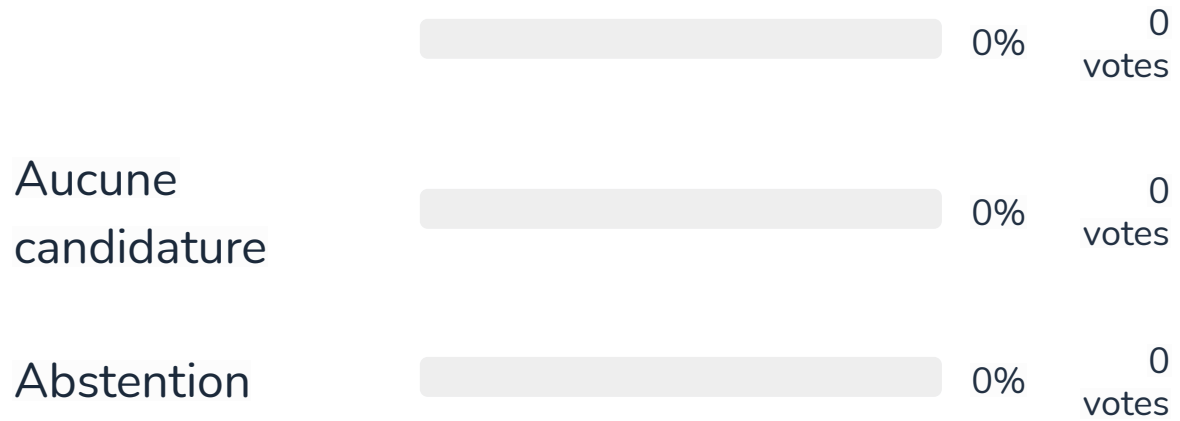 0% 0
votes
Aucune
candidature
0% 0
votes
Abstention 0% 0
votes